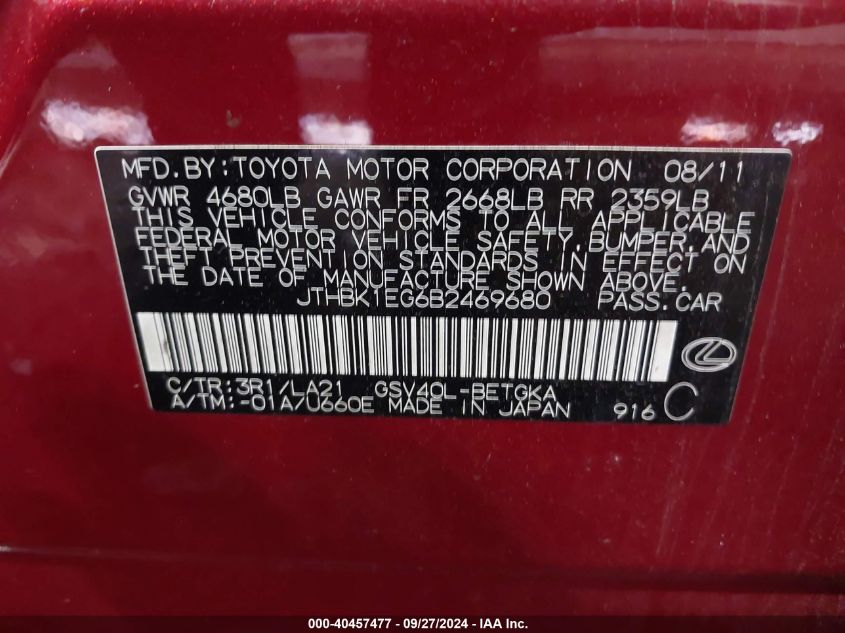 MFD. BY: TOYOTA MOTOR CORPORATION 08/11
GVWR 4680LB GAWR FR 2668LB RR 2359LB
THIS VEHICLE CONFORMS TO ALL APPLICABLE
FEDERAL MOTOR VEHICLE SAFETY, BUMPER, AND
THEFT PREVENTION STANDARDS IN EFFECT ON
THE DATE OF MANUFACTURE SHOWN ABOVE.
JTHBK1EG6B2469680 PASS. CAR
C/TR: 3R1/LA21 GSV40L-BETGKA
A/TM: -01A/U660E MADE IN JAPAN 916 C
000-40457477 - 09/27/2024 - IAA Inc.